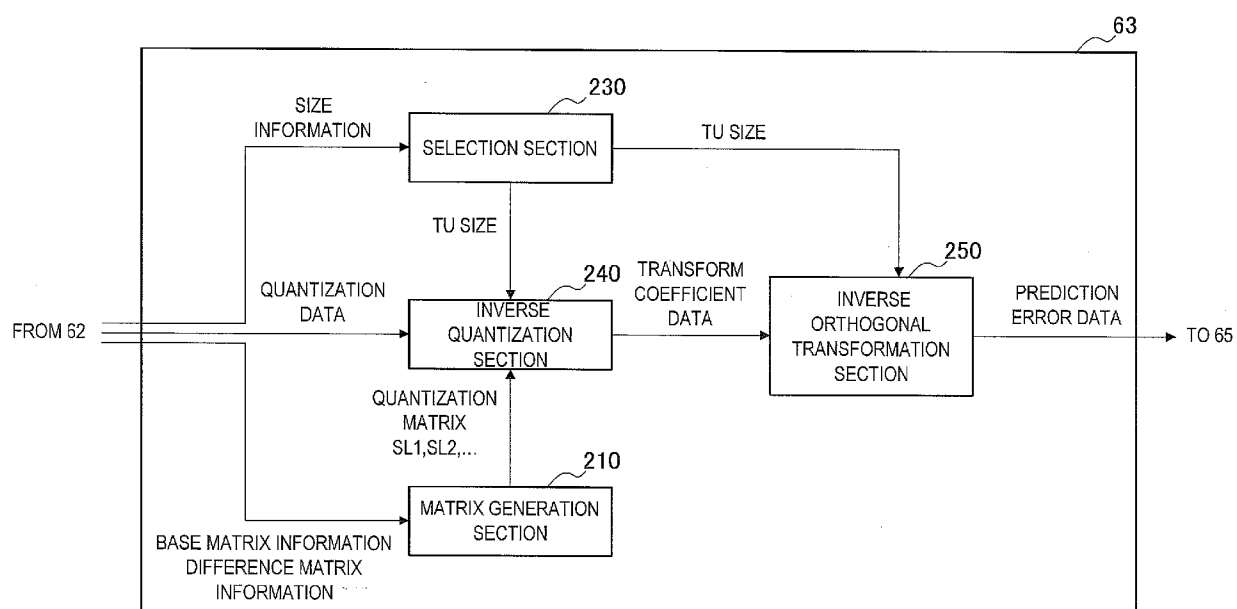 63
230
SIZE
INFORMATION
SELECTION SECTION
TU SIZE
TU SIZE
250
240
TRANSFORM
COEFFICIENT
DATA
QUANTIZATION
DATA
INVERSE
QUANTIZATION
SECTION
INVERSE
ORTHOGONAL
TRANSFORMATION
SECTION
PREDICTION
ERROR DATA
FROM 62
TO 65
QUANTIZATION
MATRIX
SL1,SL2,...
210
MATRIX GENERATION
SECTION
BASE MATRIX INFORMATION
DIFFERENCE MATRIX
INFORMATION